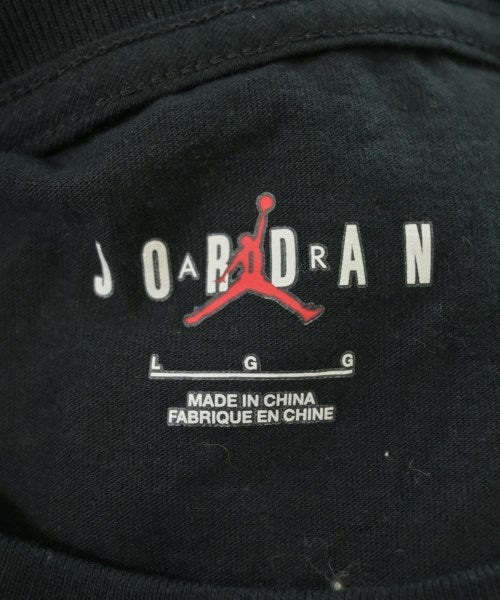 JORDAN
AIR
L G G
MADE IN CHINA
FABRIQUE EN CHINE